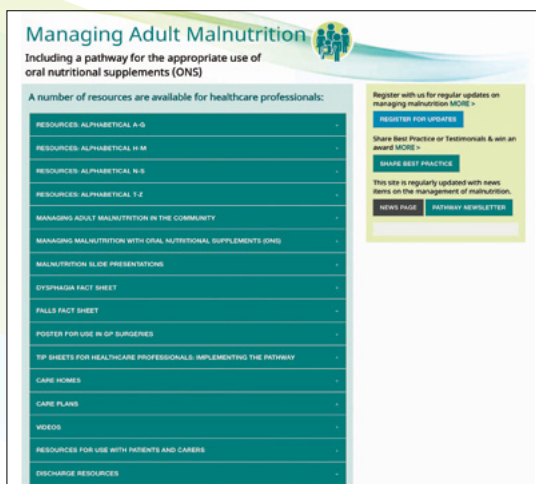 Managing Adult Malnutrition
Including a pathway for the appropriate use of
oral nutritional supplements (ONS)
A number of resources are available for healthcare professionals:
RESOURCES: ALPHABETICAL A-G
RESOURCES: ALPHABETICAL H-M
RESOURCES: ALPHABETICAL N-S
RESOURCES: ALPHABETICAL T-Z
MANAGING ADULT MALNUTRITION IN THE COMMUNITY
MANAGING MALNUTRITION WITH ORAL NUTRITIONAL SUPPLEMENTS (ONS)
MALNUTRITION SLIDE PRESENTATIONS
DYSPHAGIA FACT SHEET
FALLS FACT SHEET
POSTER FOR USE IN GP SURGERIES
TIP SHEETS FOR HEALTHCARE PROFESSIONALS: IMPLEMENTING THE PATHWAY
CARE HOMES
CARE PLANS
VIDEOS
RESOURCES FOR USE WITH PATIENTS AND CARERS
DISCHARGE RESOURCES
Register with us for regular updates on
managing malnutrition MORE >
REGISTER FOR UPDATES
Share Best Practice or Testimonials & win an
award MORE >
SHARE BEST PRACTICE
This site is regularly updated with news
items on the management of malnutrition.
NEWS PAGE PATHWAY NEWSLETTER